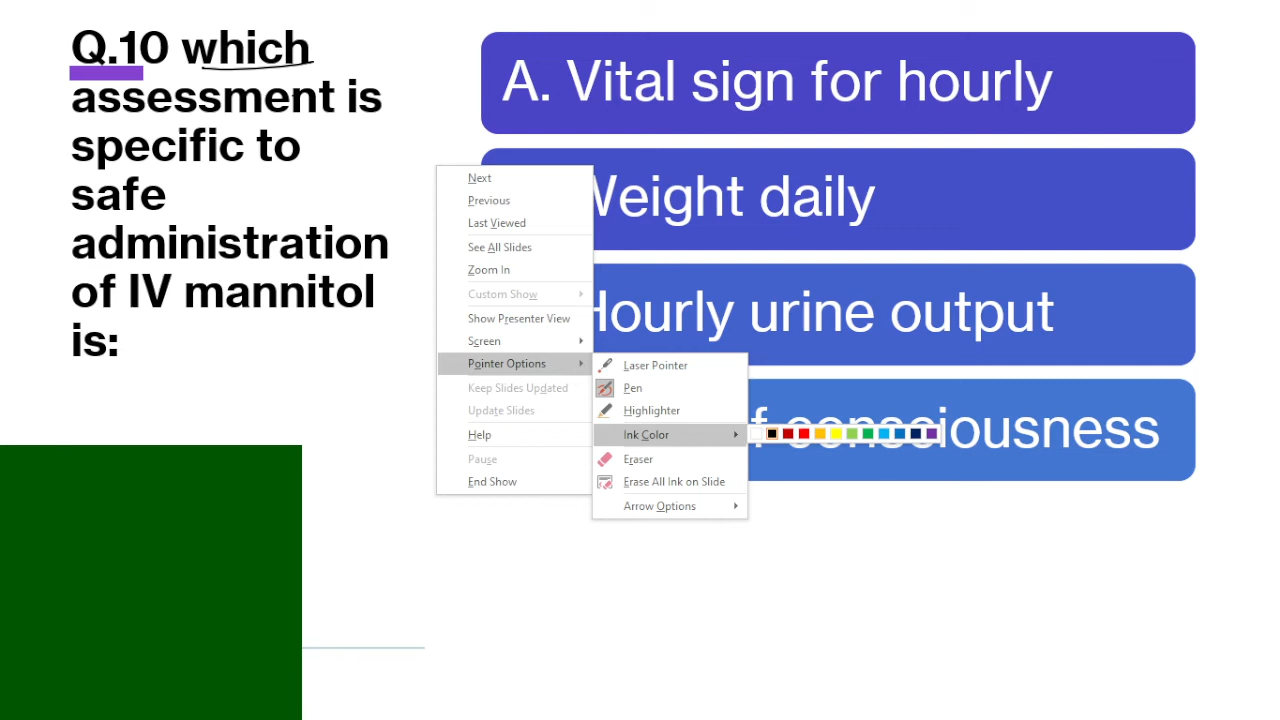 Q.10 which
assessment is
specific to
safe
administration
of IV mannitol
is:
A. Vital sign for hourly
Weight daily
Hourly urine output
consciousness
Next
Previous
Last Viewed
See All Slides
Zoom In
Custom Show
Show Presenter View
Screen
Pointer Options
Keep Slides Updated
Update Slides
Help
Pause
End Show
Laser Pointer
Pen
Highlighter
Ink Color
Eraser
Erase All Ink on Slide
Arrow Options